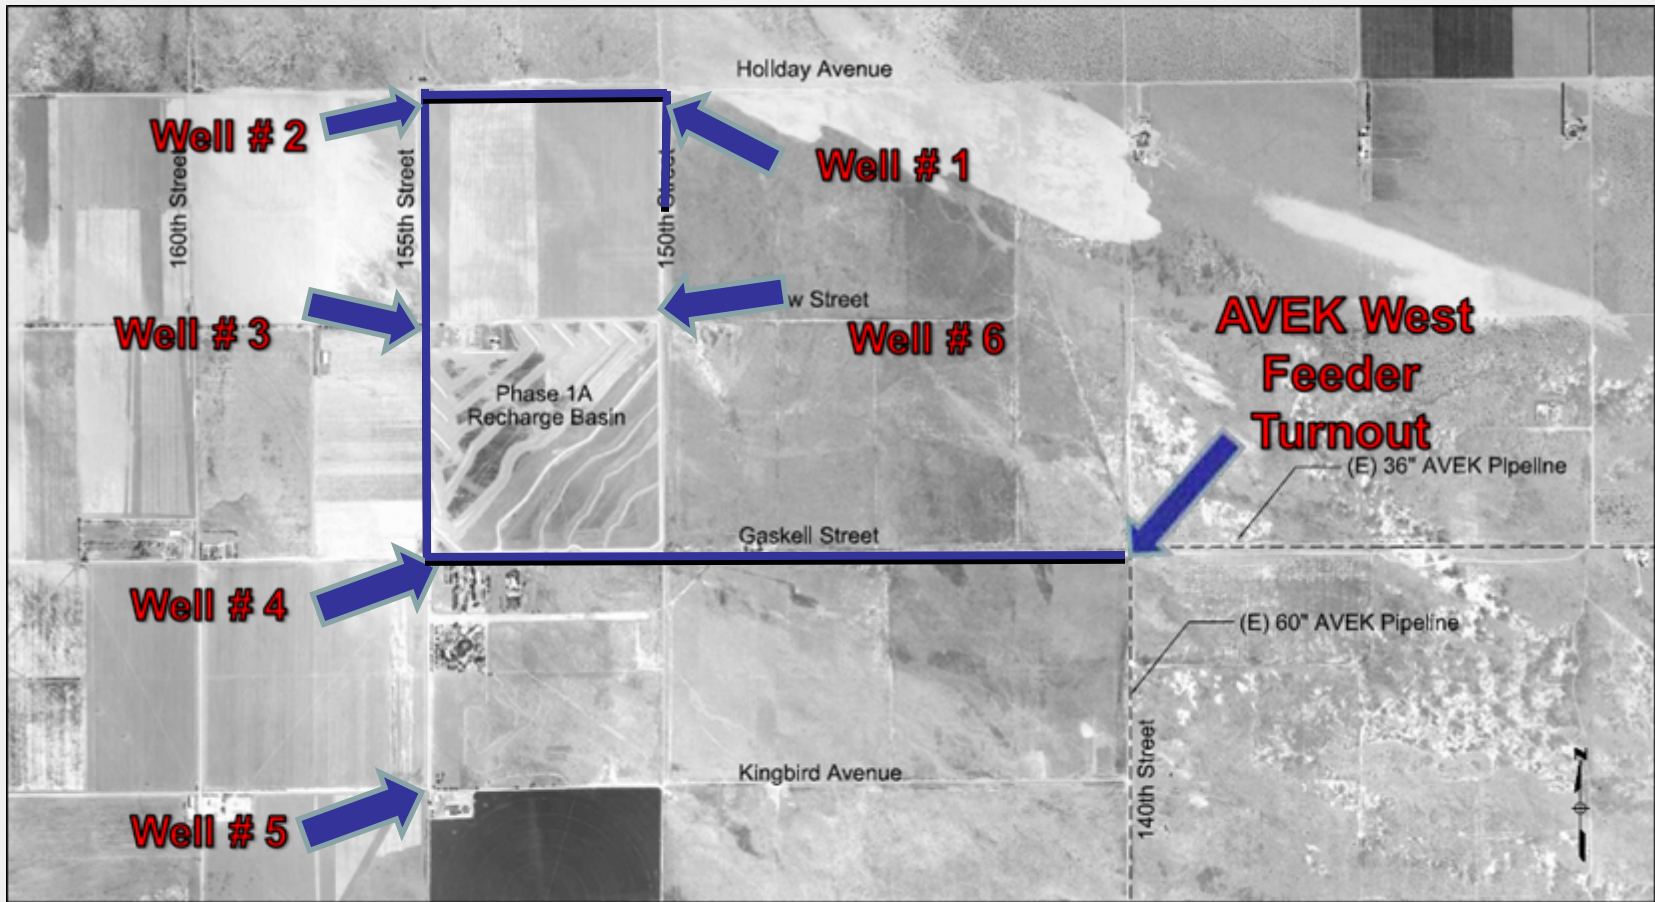 Holiday Avenue
Well # 2
Well # 1
160th Street
155th Street
150th Street
w Street
Well # 3
Well # 6
AVEK West
Feeder
Turnout
Phase 1A
Recharge Basin
(E) 36" AVEK Pipeline
Gaskell Street
Well # 4
(E) 60" AVEK Pipeline
Kingbird Avenue
140th Street
Well # 5